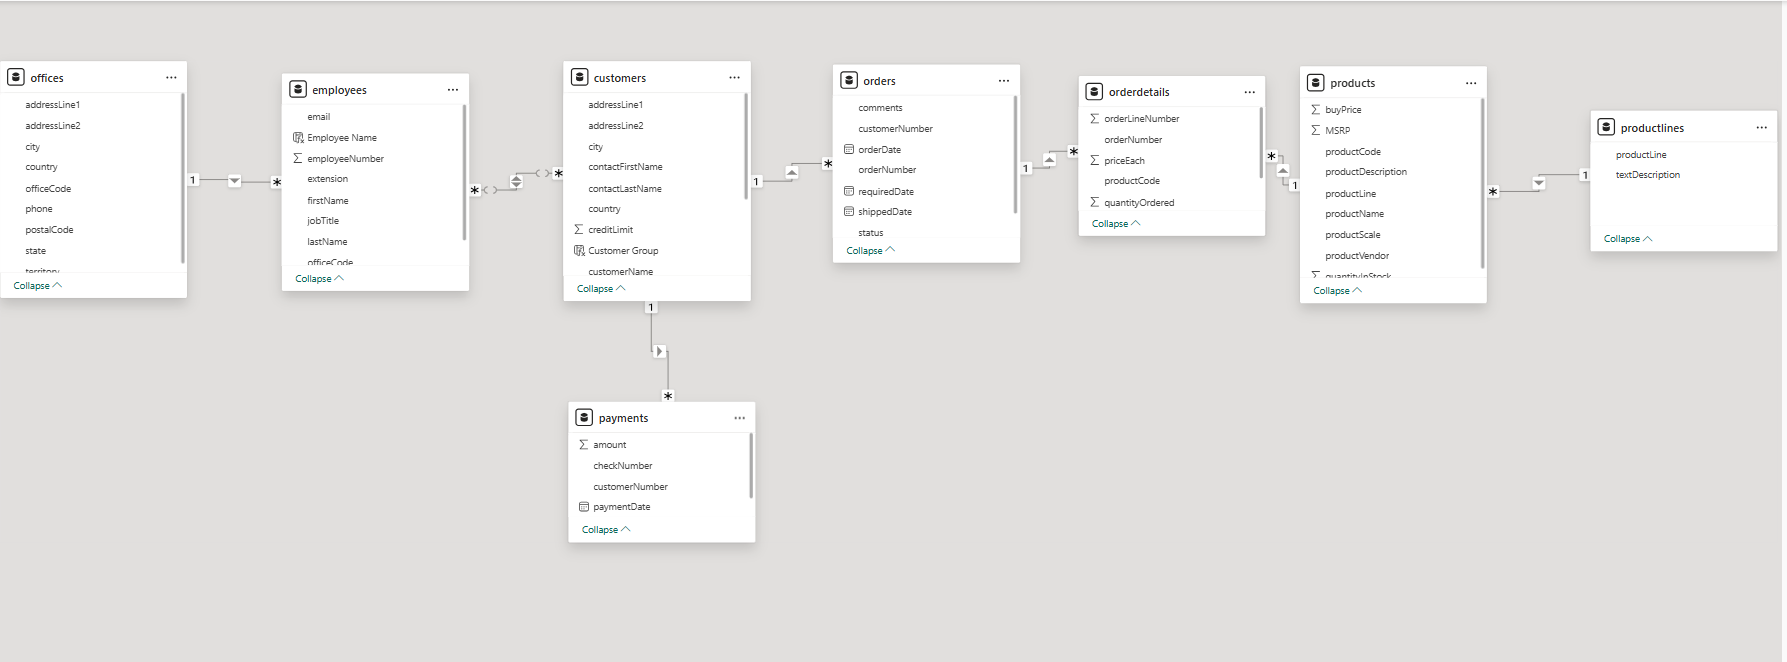 offices
addressLine1
addressLine2
city
country
officeCode
phone
postalCode
state
territory
Collapse
1
*
employees
email
Employee Name
employeeNumber
extension
firstName
jobTitle
lastName
officeCode
Collapse
*
*
customers
addressLine1
addressLine2
city
contactFirstName
contactLastName
country
creditLimit
Customer Group
customerName
Collapse
1
*
orders
comments
customerNumber
orderDate
orderNumber
requiredDate
shippedDate
status
Collapse
1
*
orderdetails
orderLineNumber
orderNumber
priceEach
productCode
quantityOrdered
Collapse
*
1
products
buyPrice
MSRP
productCode
productDescription
productLine
productName
productScale
productVendor
quantityInStock
Collapse
*
1
productlines
productLine
textDescription
Collapse
1
*
payments
amount
checkNumber
customerNumber
paymentDate
Collapse